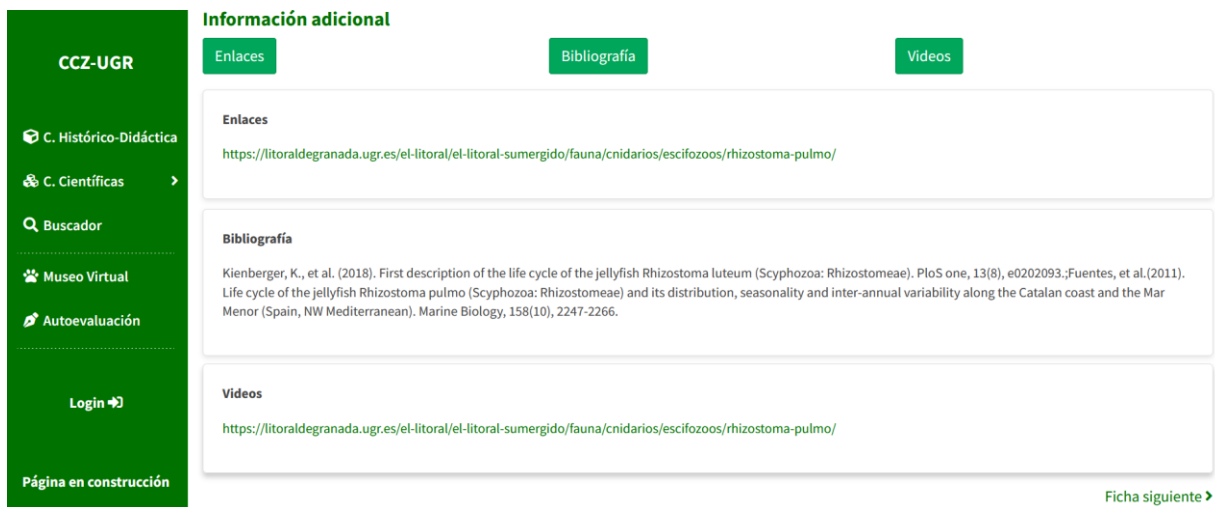 CCZ-UGR
C. Histórico-Didáctica
C. Científicas
Buscador
Museo Virtual
Autoevaluación
Login
Página en construcción
Información adicional
Enlaces
Bibliografía
Videos
Enlaces
https://litoraldegranada.ugr.es/el-litoral/el-litoral-sumergido/fauna/cnidarios/escifozoos/rhizostoma-pulmo/
Bibliografía
Kienberger, K., et al. (2018). First description of the life cycle of the jellyfish Rhizostoma luteum (Scyphozoa: Rhizostomeae). PloS one, 13(8), e0202093.;Fuentes, et al.(2011).
Life cycle of the jellyfish Rhizostoma pulmo (Scyphozoa: Rhizostomeae) and its distribution, seasonality and inter-annual variability along the Catalan coast and the Mar
Menor (Spain, NW Mediterranean). Marine Biology, 158(10), 2247-2266.
Videos
https://litoraldegranada.ugr.es/el-litoral/el-litoral-sumergido/fauna/cnidarios/escifozoos/rhizostoma-pulmo/
Ficha siguiente